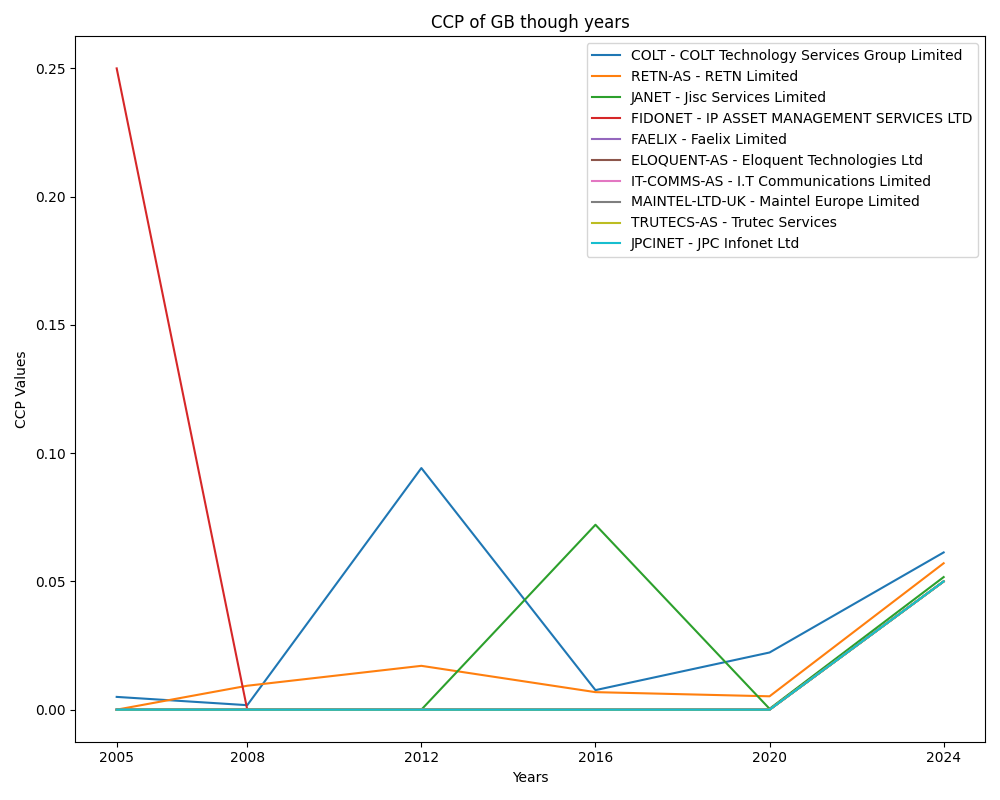 CCP of GB though years
COLT - COLT Technology Services Group Limited
RETN-AS - RETN Limited
JANET - Jisc Services Limited
FIDONET - IP ASSET MANAGEMENT SERVICES LTD
FAELIX - Faelix Limited
ELOQUENT-AS - Eloquent Technologies Ltd
IT-COMMS-AS - I.T Communications Limited
MAINTEL-LTD-UK - Maintel Europe Limited
TRUTECS-AS - Trutec Services
JPCINET - JPC Infonet Ltd
CCP Values
0.25
0.20
0.15
0.10
0.05
0.00
2005 2008 2012 2016 2020 2024
Years